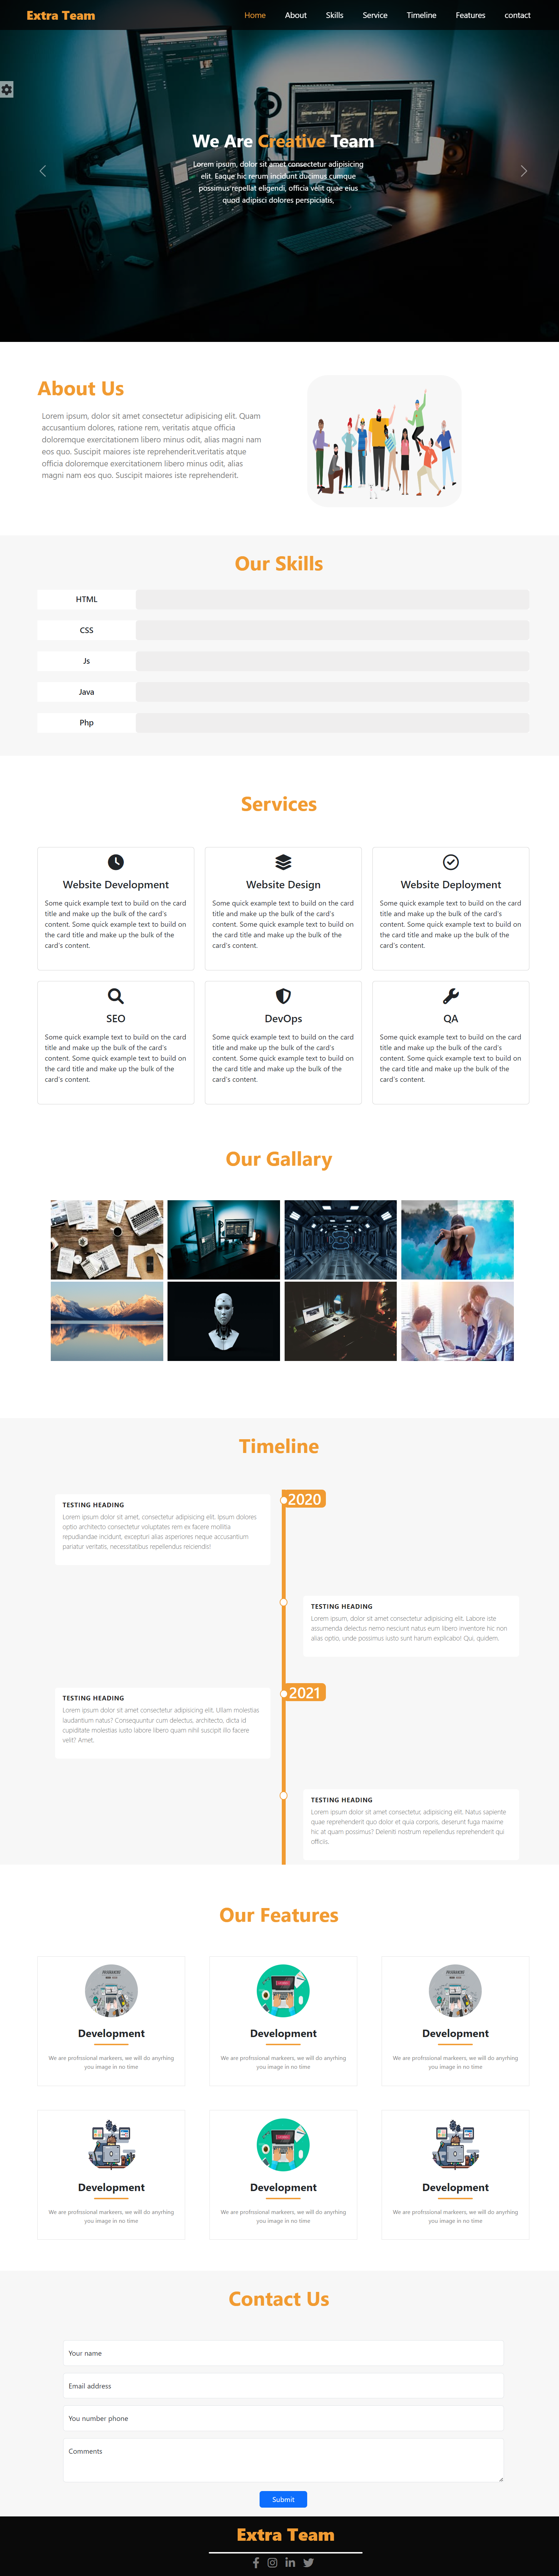 Extra Team
Home About Skills Service Timeline Features contact
We Are Creative Team
Lorem ipsum, dolor sit amet consectetur adipisicing
elit. Eaque hic rerum incidunt ducimus cumque
possimus repellat eligendi, officia velit quae eius
quod adipisci dolores perspiciatis,
About Us
Lorem ipsum, dolor sit amet consectetur adipisicing elit. Quam
accusantium dolores, ratione rem, veritatis atque officia
doloremque exercitationem libero minus odit, alias magni nam
eos quo. Suscipit maiores iste reprehenderit.veritatis atque
officia doloremque exercitationem libero minus odit, alias
magni nam eos quo. Suscipit maiores iste reprehenderit.
Our Skills
HTML
CSS
Js
Java
Php
Services
Website Development
Some quick example text to build on the card
title and make up the bulk of the card's
content. Some quick example text to build on
the card title and make up the bulk of the
card's content.
Website Design
Some quick example text to build on the card
title and make up the bulk of the card's
content. Some quick example text to build on
the card title and make up the bulk of the
card's content.
Website Deployment
Some quick example text to build on the card
title and make up the bulk of the card's
content. Some quick example text to build on
the card title and make up the bulk of the
card's content.
SEO
Some quick example text to build on the card
title and make up the bulk of the card's
content. Some quick example text to build on
the card title and make up the bulk of the
card's content.
DevOps
Some quick example text to build on the card
title and make up the bulk of the card's
content. Some quick example text to build on
the card title and make up the bulk of the
card's content.
QA
Some quick example text to build on the card
title and make up the bulk of the card's
content. Some quick example text to build on
the card title and make up the bulk of the
card's content.
Our Gallary
Timeline
2020
TESTING HEADING
Lorem ipsum dolor sit amet, consectetur adipisicing elit. Ipsum dolores
optio architecto consectetur voluptates rem ex facere mollitia
repudiandae incidunt, excepturi alias asperiores neque accusantium
pariatur veritatis, necessitatibus repellendus reiciendis!
TESTING HEADING
Lorem ipsum, dolor sit amet consectetur adipisicing elit. Labore iste
assumenda delectus nemo nesciunt natus eum libero inventore hic non
alias optio, unde possimus iusto sunt harum explicabo! Qui, quidem.
2021
TESTING HEADING
Lorem ipsum dolor sit amet consectetur adipisicing elit. Ullam molestias
laudantium natus? Consequuntur cum delectus, architecto, dicta id
cupiditate molestias iusto labore libero quam nihil suscipit illo facere
velit? Amet.
TESTING HEADING
Lorem ipsum dolor sit amet consectetur, adipisicing elit. Natus sapiente
quae reprehenderit quo dolor et quia corporis, deserunt fuga maxime
hic at quam possimus? Deleniti nostrum repellendus reprehenderit qui
officiis.
Our Features
Development
We are profnssional markeers, we will do anyrhing
you image in no time
Development
We are profnssional markeers, we will do anyrhing
you image in no time
Development
We are profnssional markeers, we will do anyrhing
you image in no time
Development
We are profnssional markeers, we will do anyrhing
you image in no time
Development
We are profnssional markeers, we will do anyrhing
you image in no time
Development
We are profnssional markeers, we will do anyrhing
you image in no time
Contact Us
Your name
Email address
You number phone
Comments
Submit
Extra Team